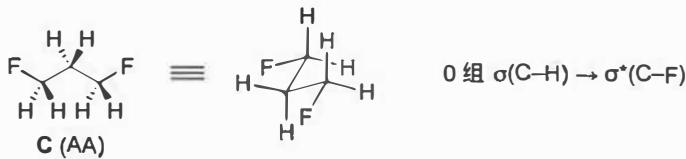 H H
F F
H H H H
C (AA)
H
H
F H
H H
F
H
0 组 σ(C–H) → σ*(C–F)